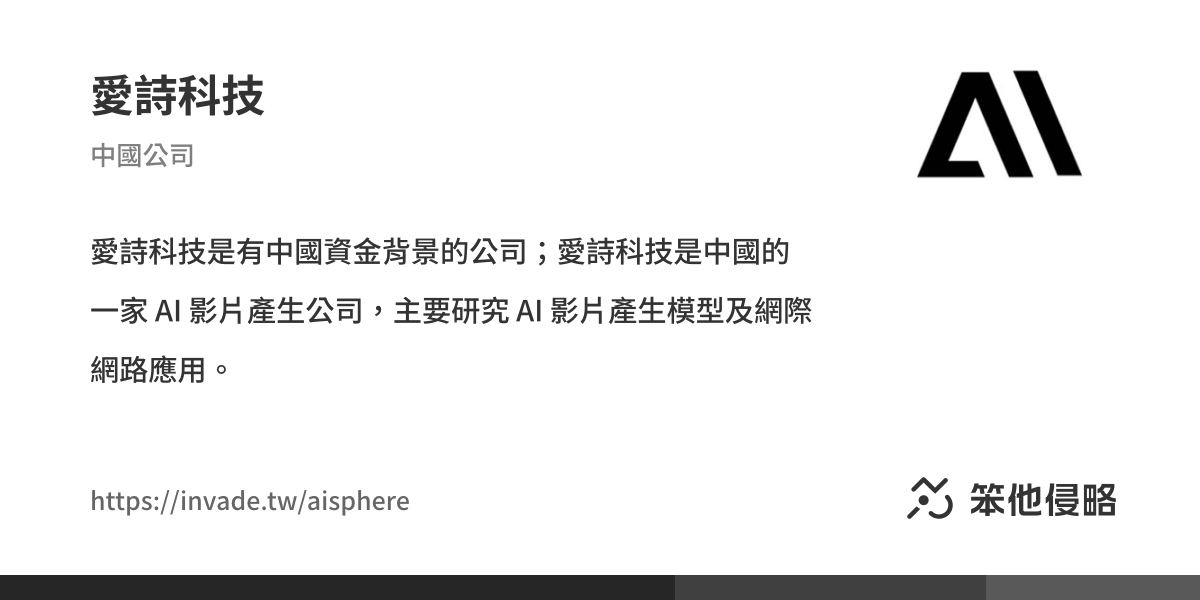 愛詩科技
中國公司
愛詩科技是有中國資金背景的公司；愛詩科技是中國的
一家 AI 影片產生公司，主要研究 AI 影片產生模型及網際
網路應用。
https://invade.tw/aisphere
笨他侵略